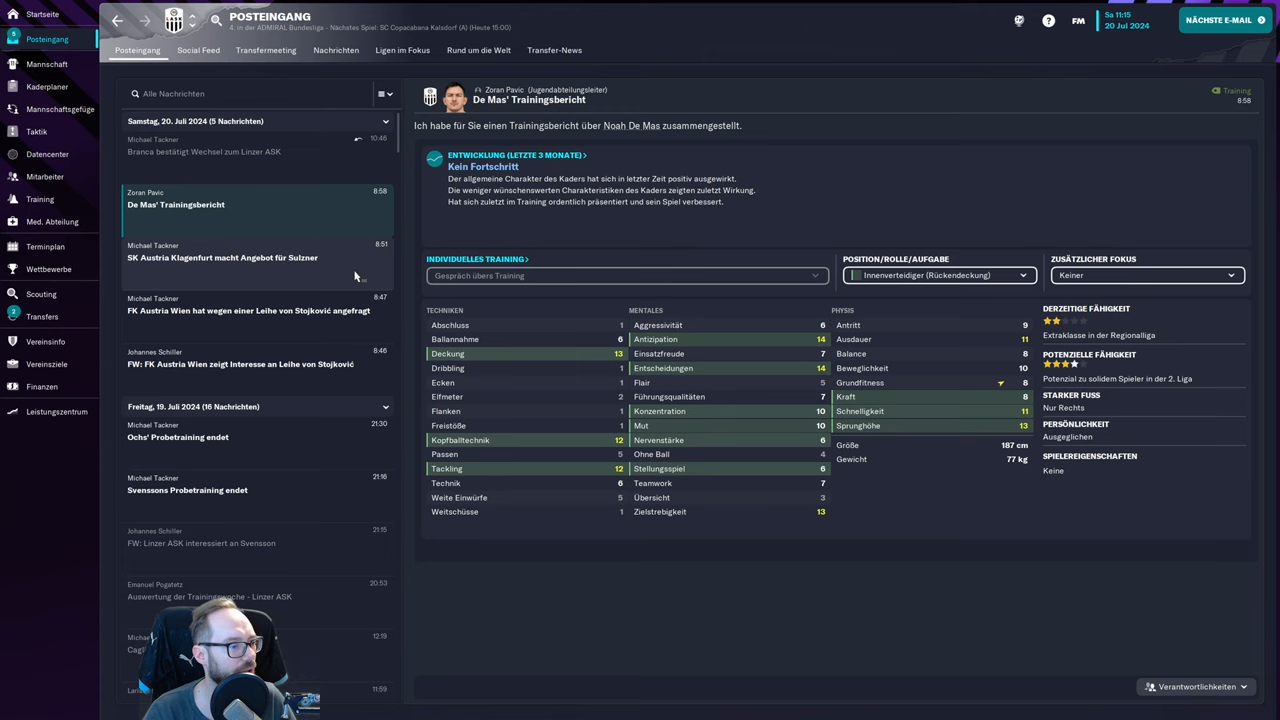 Startseite
5
Posteingang
Mannschaft
Kaderplaner
Mannschaftsgefüge
Taktik
Datencenter
Mitarbeiter
Training
Med. Abteilung
Terminplan
Wettbewerbe
Scouting
2
Transfers
Vereinsinfo
Vereinsziele
Finanzen
Leistungszentrum
POSTEINGANG
4. in der ADMIRAL Bundesliga - Nächstes Spiel: SC Copacabana Kalsdorf (A) (Heute 15:00)
FM
Sa 11:15
20 Jul 2024
NÄCHSTE E-MAIL
Posteingang
Social Feed
Transfermeeting
Nachrichten
Ligen im Fokus
Rund um die Welt
Transfer-News
Alle Nachrichten
Samstag, 20. Juli 2024 (5 Nachrichten)
Michael Tackner 10:46
Branca bestätigt Wechsel zum Linzer ASK
Zoran Pavic 8:58
De Mas' Trainingsbericht
Michael Tackner 8:51
SK Austria Klagenfurt macht Angebot für Sulzner
Michael Tackner 8:47
FK Austria Wien hat wegen einer Leihe von Stojković angefragt
Johannes Schiller 8:46
FW: FK Austria Wien zeigt Interesse an Leihe von Stojković
Freitag, 19. Juli 2024 (16 Nachrichten)
Michael Tackner 21:30
Ochs' Probetraining endet
Michael Tackner 21:16
Svenssons Probetraining endet
Johannes Schiller 21:15
FW: Linzer ASK interessiert an Svensson
Emanuel Pogatetz 20:53
Auswertung der Trainingswoche - Linzer ASK
12:19
11:59
Zoran Pavic (Jugendabteilungsleiter)
De Mas' Trainingsbericht
Training
8:58
Ich habe für Sie einen Trainingsbericht über Noah De Mas zusammengestellt.
ENTWICKLUNG (LETZTE 3 MONATE)
Kein Fortschritt
Der allgemeine Charakter des Kaders hat sich in letzter Zeit positiv ausgewirkt.
Die weniger wünschenswerten Charakteristiken des Kaders zeigten zuletzt Wirkung.
Hat sich zuletzt im Training ordentlich präsentiert und sein Spiel verbessert.
INDIVIDUELLES TRAINING
Gespräch übers Training
POSITION/ROLLE/AUFGABE
Innenverteidiger (Rückendeckung)
ZUSÄTZLICHER FOKUS
Keiner
TECHNIKEN
Abschluss 1
Ballannahme 6
Deckung 13
Dribbling 1
Ecken 1
Elfmeter 2
Flanken 1
Freistöße 1
Kopfballtechnik 12
Passen 5
Tackling 12
Technik 6
Weite Einwürfe 5
Weitschüsse 1
MENTALES
Aggressivität 6
Antizipation 14
Einsatzfreude 7
Entscheidungen 14
Flair 5
Führungsqualitäten 7
Konzentration 10
Mut 10
Nervenstärke 6
Ohne Ball 4
Stellungsspiel 6
Teamwork 7
Übersicht 3
Zielstrebigkeit 13
PHYSIS
Antritt 9
Ausdauer 11
Balance 8
Beweglichkeit 10
Grundfitness 8
Kraft 8
Schnelligkeit 11
Sprunghöhe 13
Größe 187 cm
Gewicht 77 kg
DERZEITIGE FÄHIGKEIT
Extraklasse in der Regionalliga
POTENZIELLE FÄHIGKEIT
Potenzial zu solidem Spieler in der 2. Liga
STARKER FUSS
Nur Rechts
PERSÖNLICHKEIT
Ausgeglichen
SPIELEREIGENSCHAFTEN
Keine
Verantwortlichkeiten